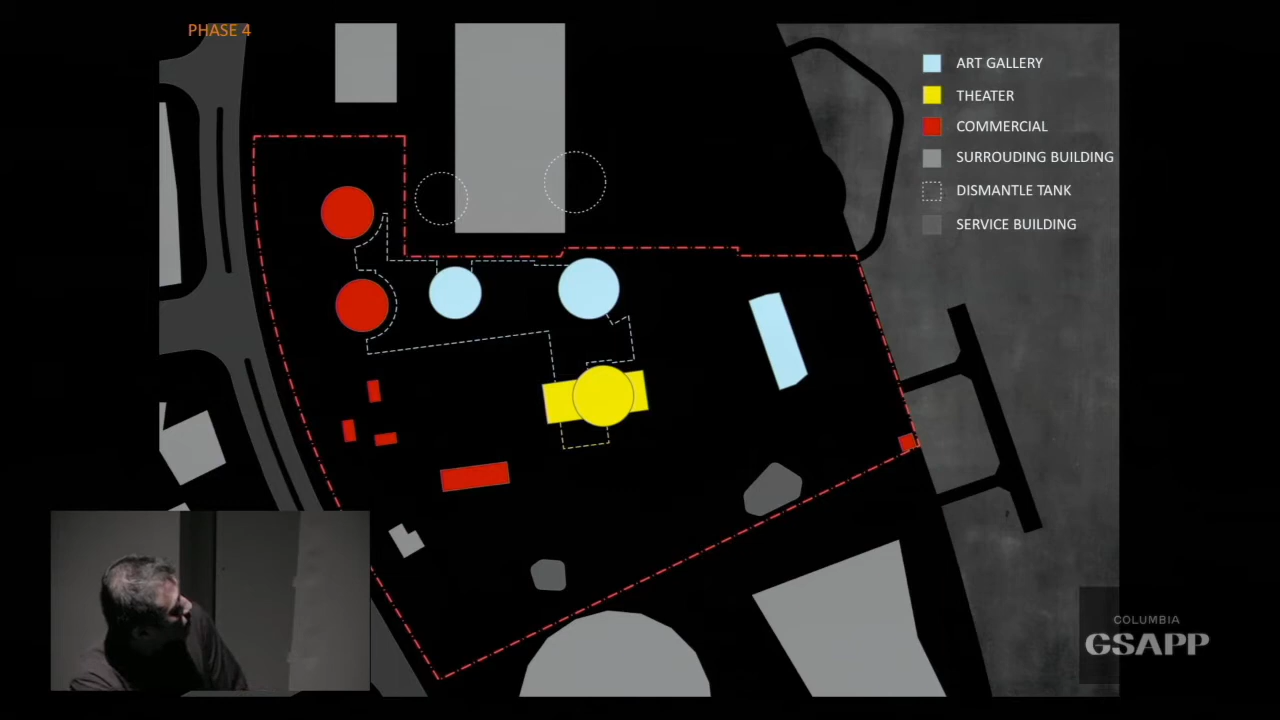 PHASE 4
ART GALLERY
THEATER
COMMERCIAL
SURROUDING BUILDING
DISMANTLE TANK
SERVICE BUILDING
COLUMBIA
GSAPP